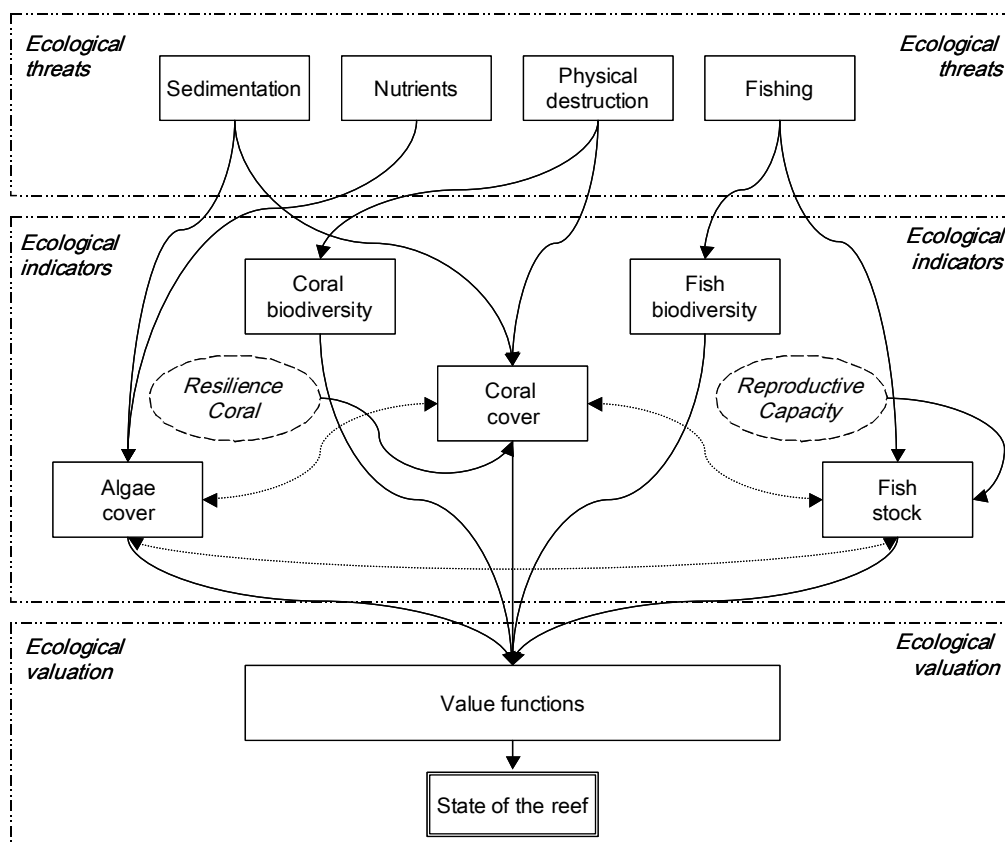 Ecological
threats
Ecological
threats
Sedimentation
Nutrients
Physical
destruction
Fishing
Ecological
indicators
Ecological
indicators
Coral
biodiversity
Fish
biodiversity
Resilience
Coral
Coral
cover
Reproductive
Capacity
Algae
cover
Fish
stock
Ecological
valuation
Ecological
valuation
Value functions
State of the reef